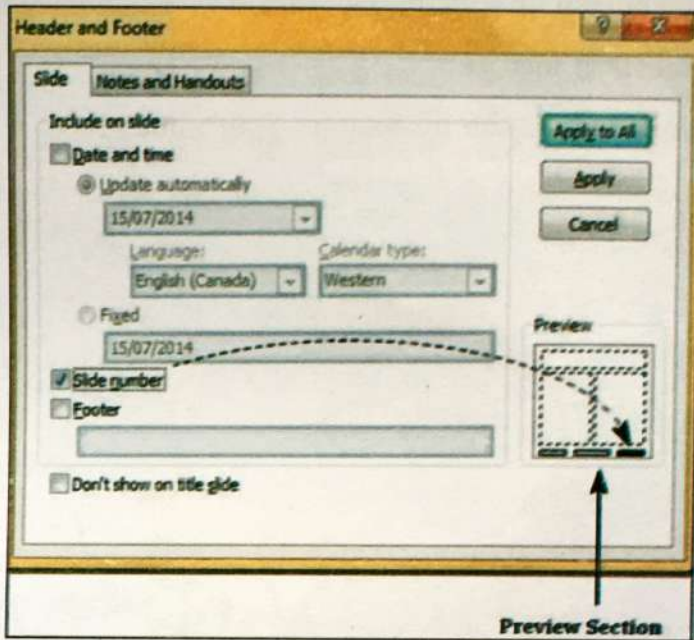 Header and Footer
Slide
Notes and Handouts
Include on slide
Date and time
Update automatically
15/07/2014
Language:
Calendar type:
English (Canada)
Western
Fixed
15/07/2014
Slide number
Footer
Don't show on title slide
Apply to All
Apply
Cancel
Preview
Preview Section